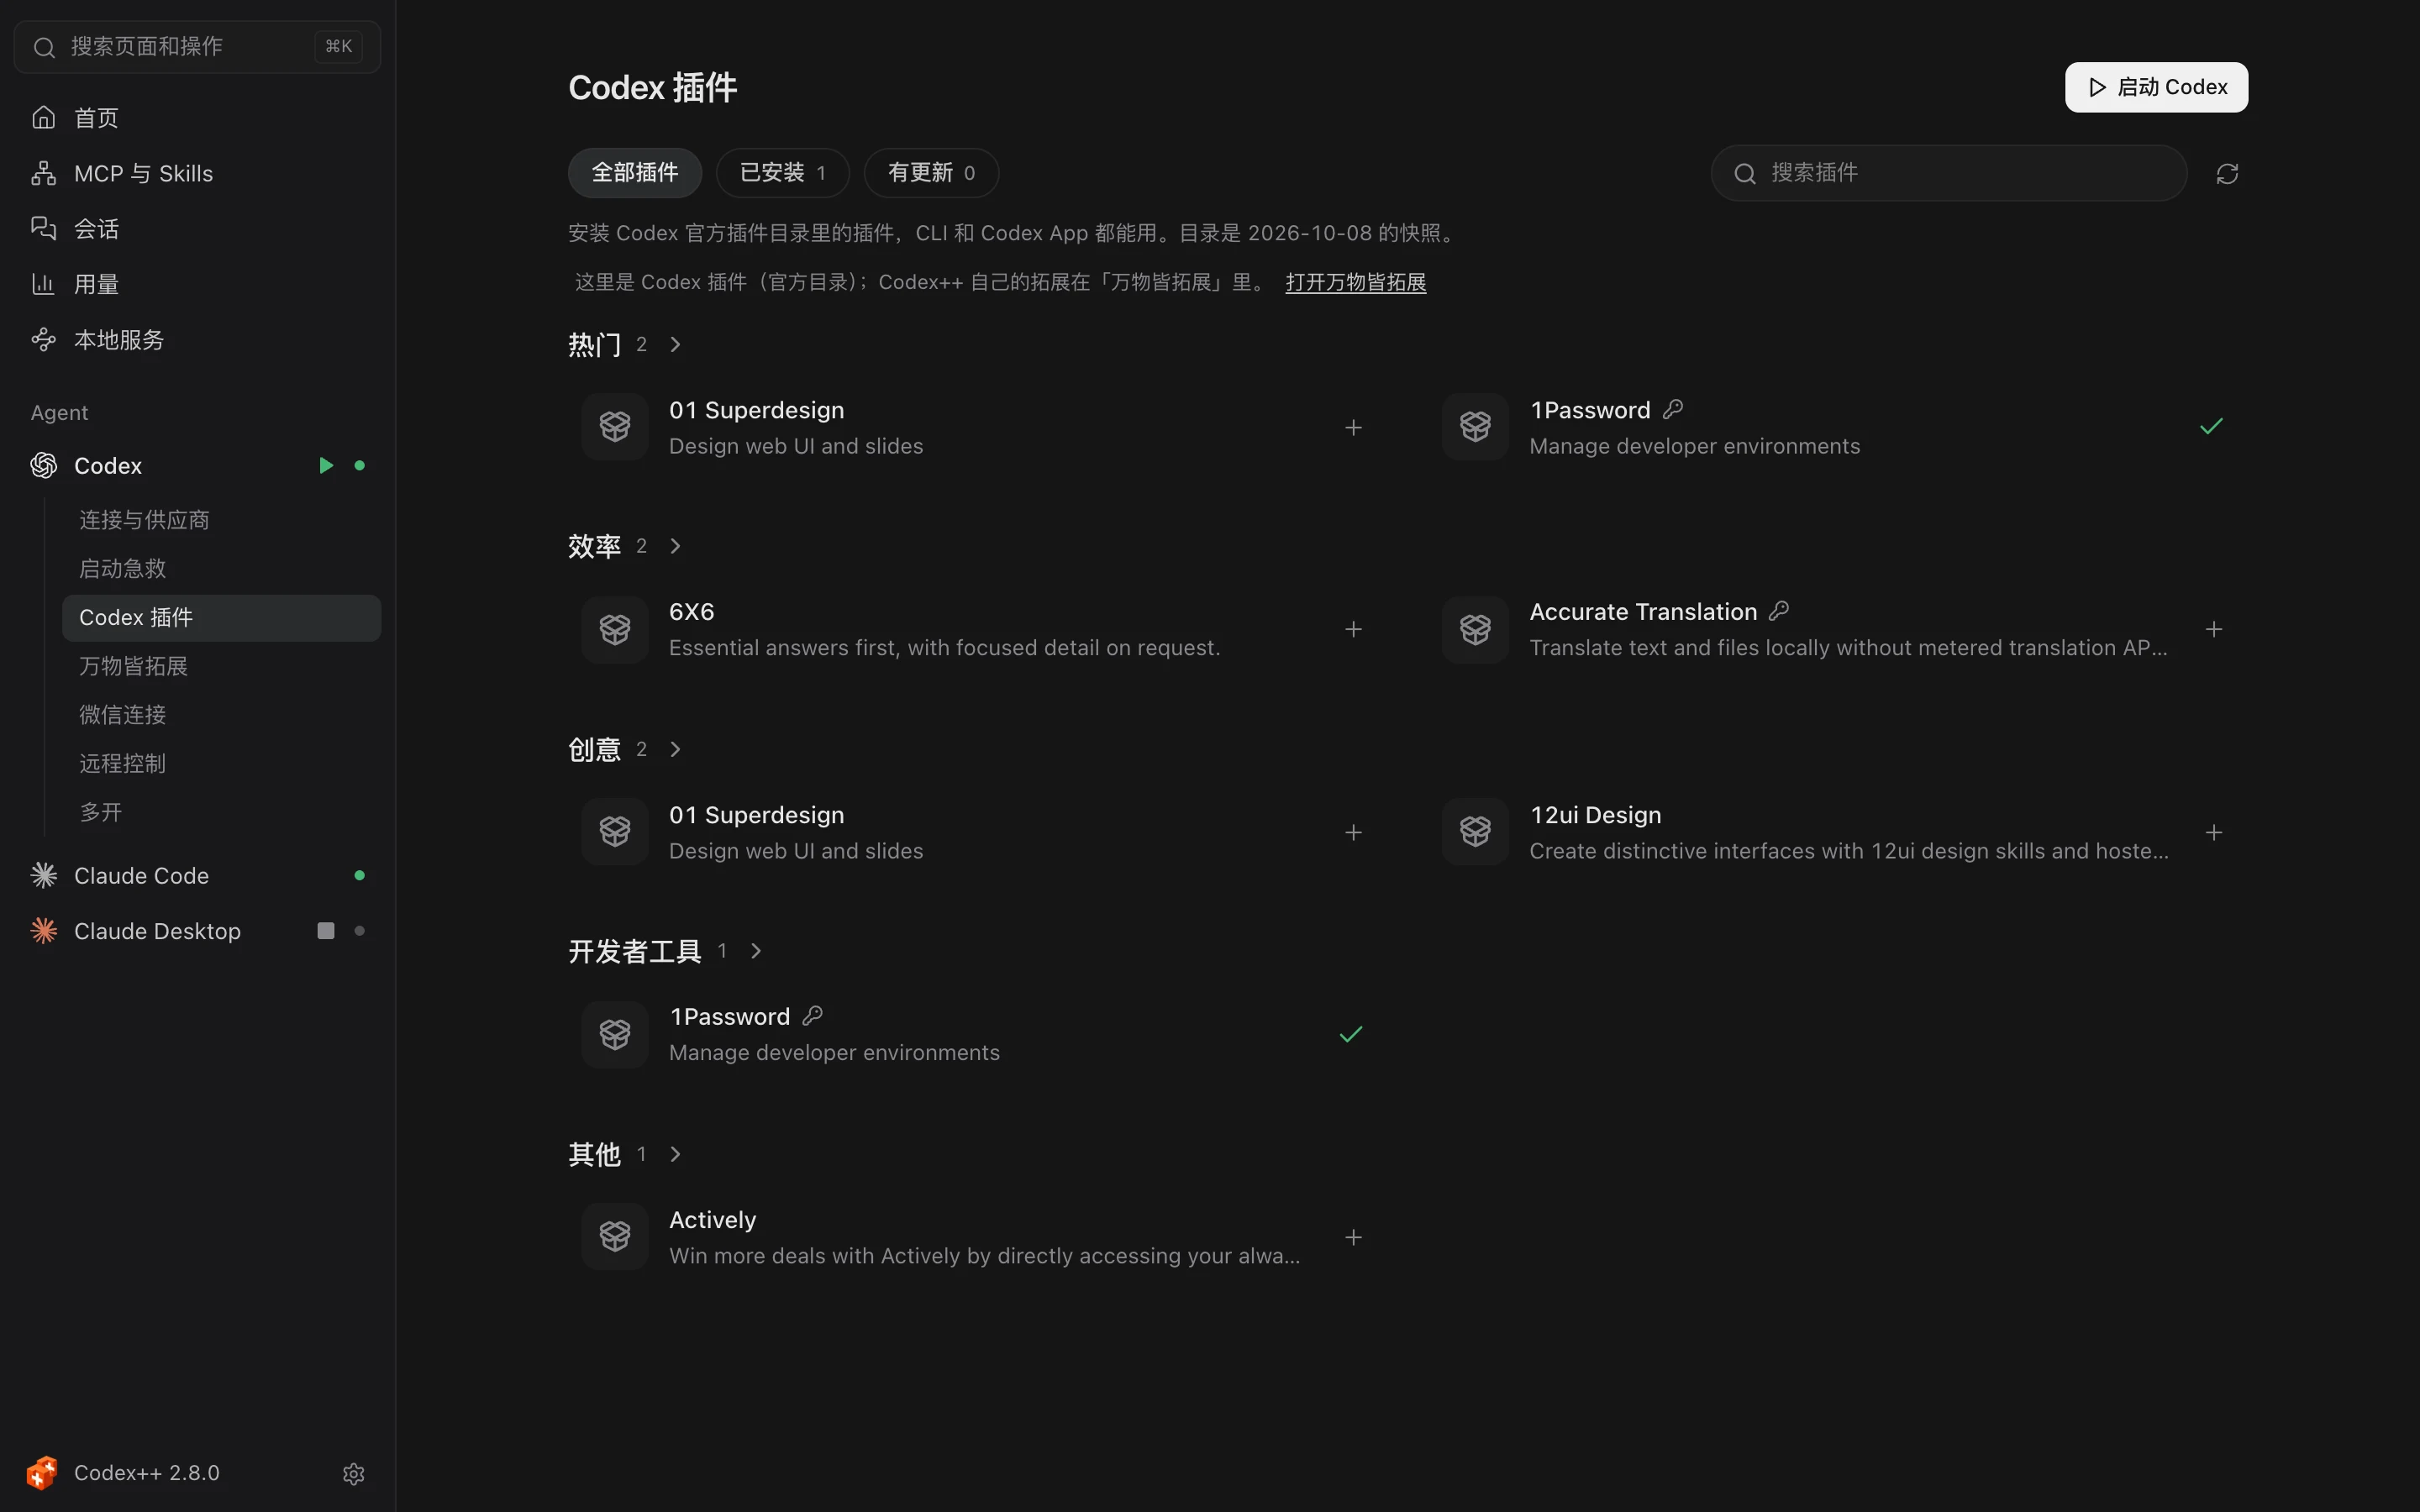 搜索页面和操作 ⌘K
首页
MCP 与 Skills
会话
用量
本地服务
Agent
Codex
连接与供应商
启动急救
Codex 插件
万物皆拓展
微信连接
远程控制
多开
Claude Code
Claude Desktop
Codex++ 2.8.0
Codex 插件
启动 Codex
全部插件 已安装 1 有更新 0
搜索插件
安装 Codex 官方插件目录里的插件，CLI 和 Codex App 都能用。目录是 2026-10-08 的快照。
这里是 Codex 插件（官方目录）；Codex++ 自己的拓展在「万物皆拓展」里。 打开万物皆拓展
热门 2
01 Superdesign
Design web UI and slides
1Password
Manage developer environments
效率 2
6X6
Essential answers first, with focused detail on request.
Accurate Translation
Translate text and files locally without metered translation AP...
创意 2
01 Superdesign
Design web UI and slides
12ui Design
Create distinctive interfaces with 12ui design skills and hoste...
开发者工具 1
1Password
Manage developer environments
其他 1
Actively
Win more deals with Actively by directly accessing your alwa...